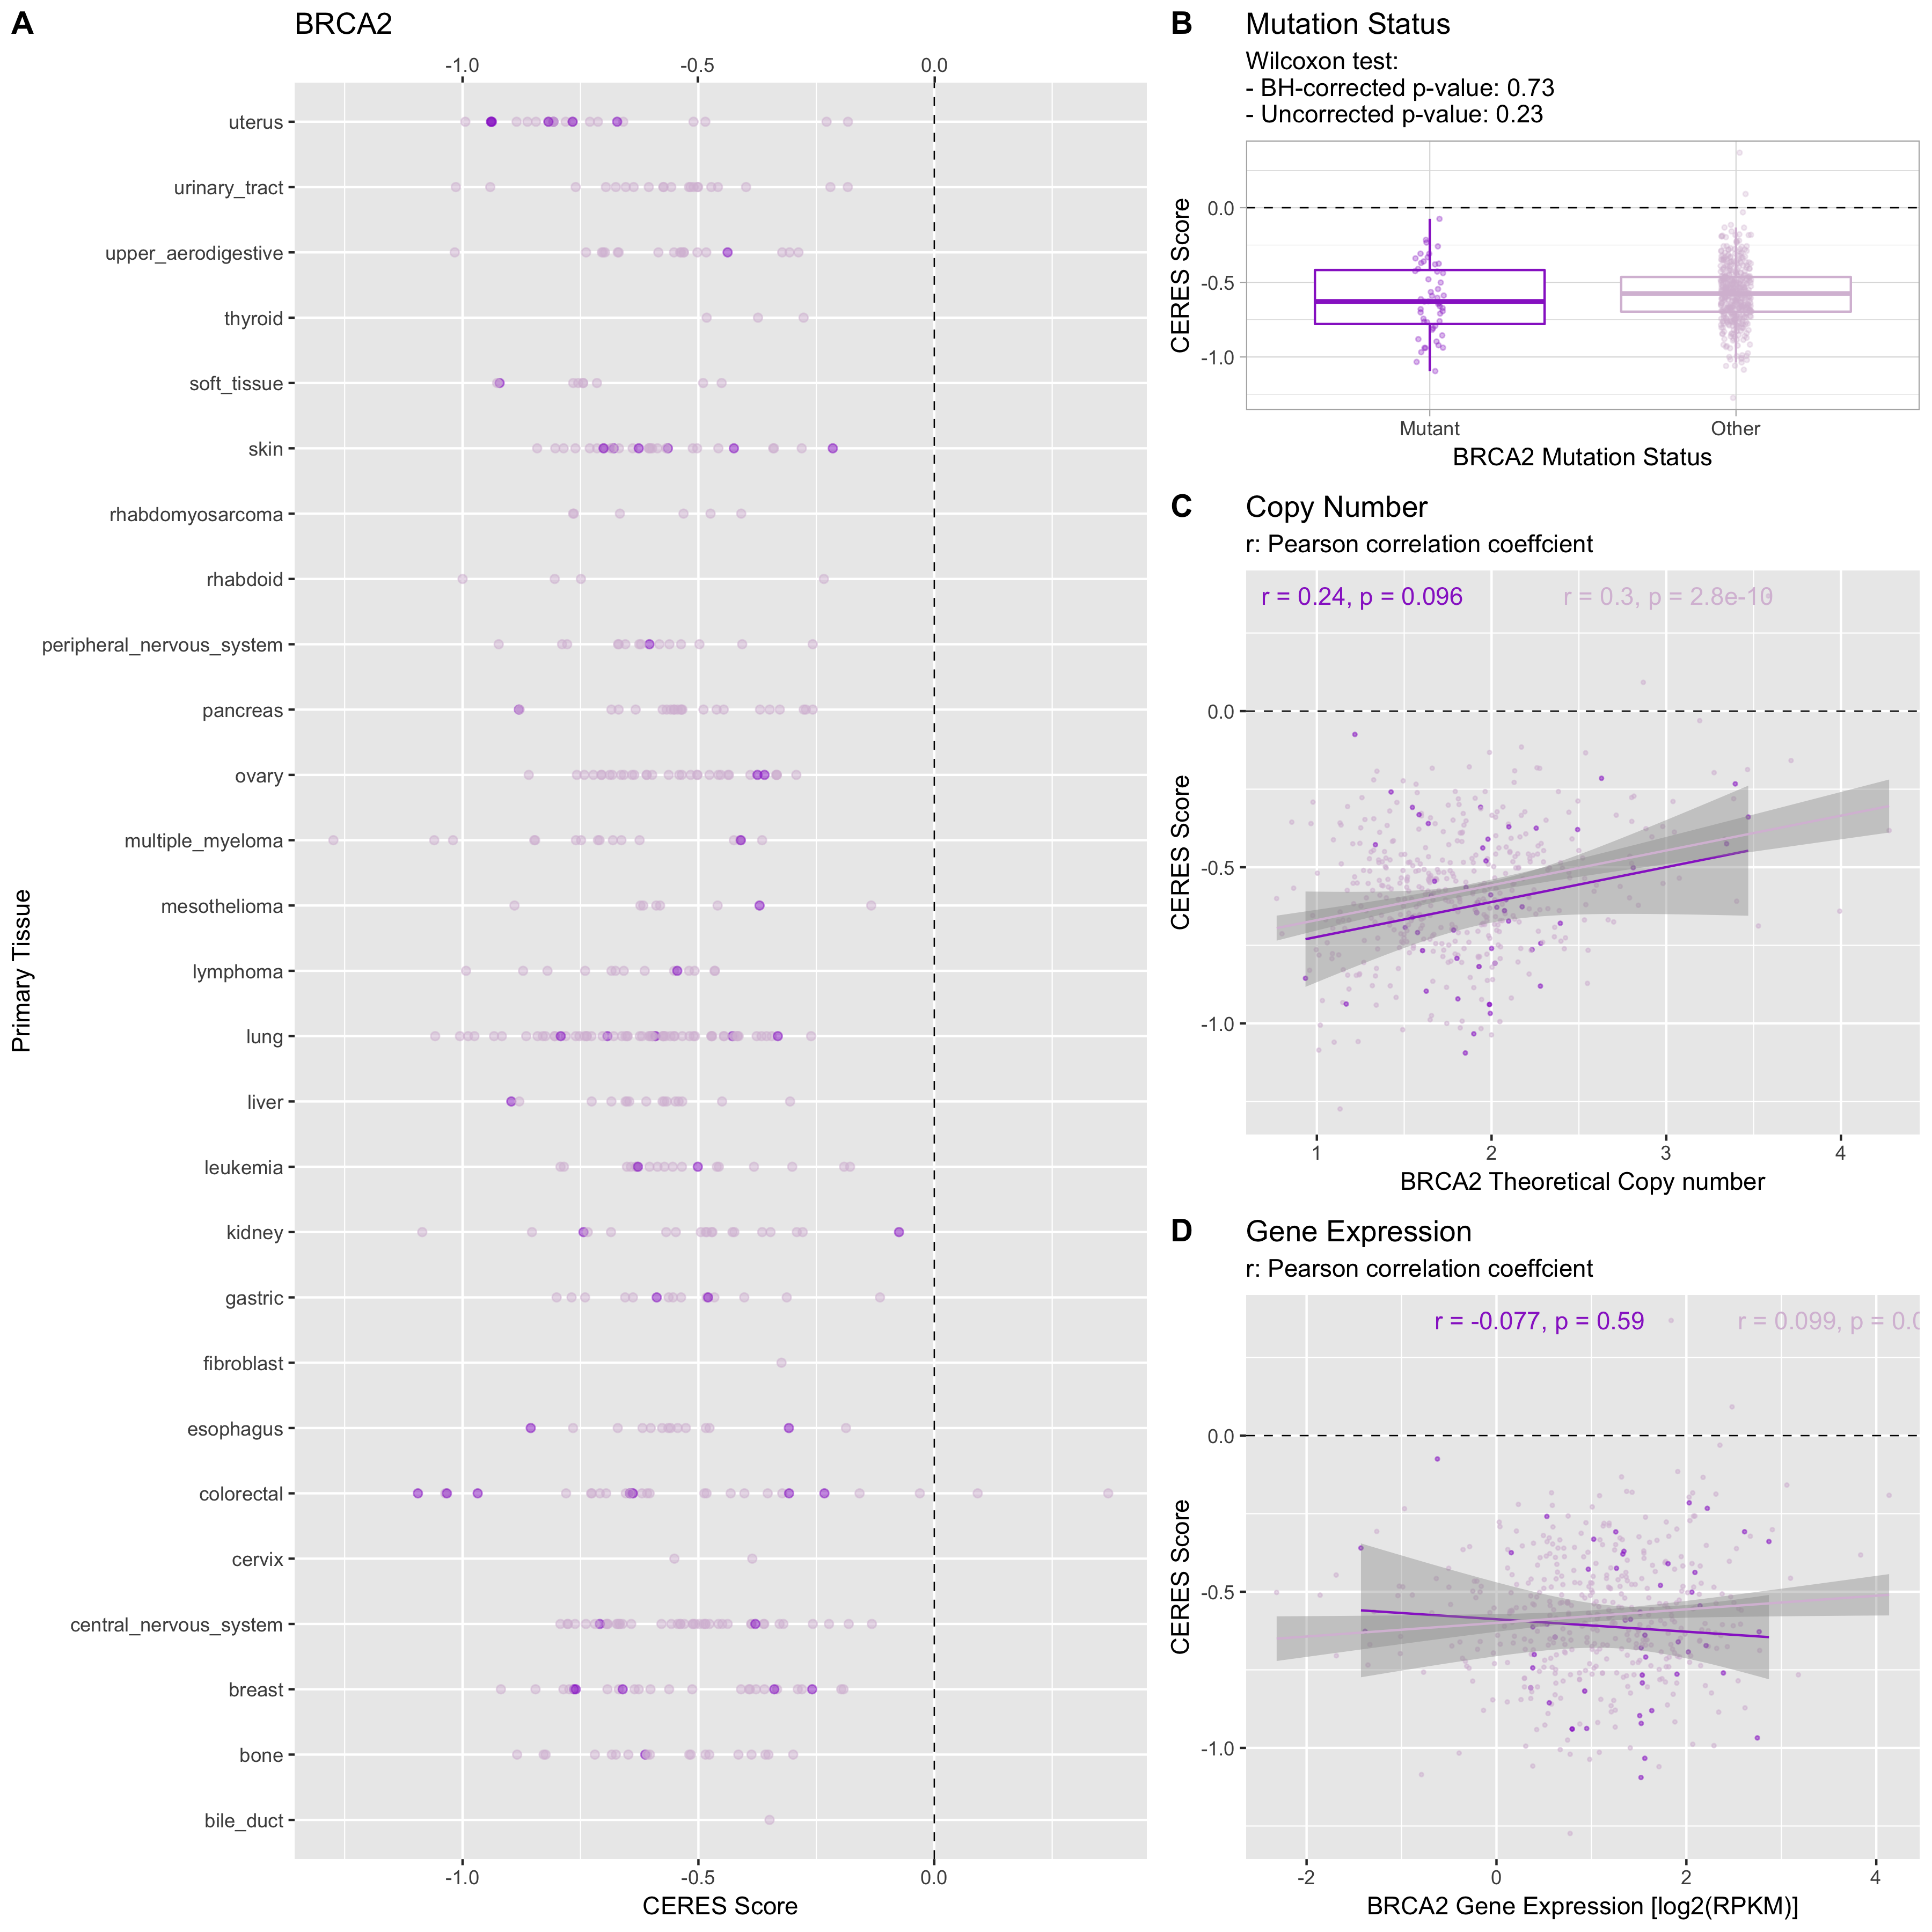 A
BRCA2
-1.0 -0.5 0.0
Primary Tissue
uterus
urinary_tract
upper_aerodigestive
thyroid
soft_tissue
skin
rhabdomyosarcoma
rhabdoid
peripheral_nervous_system
pancreas
ovary
multiple_myeloma
mesothelioma
lymphoma
lung
liver
leukemia
kidney
gastric
fibroblast
esophagus
colorectal
cervix
central_nervous_system
breast
bone
bile_duct
-1.0 -0.5 0.0
CERES Score
B
Mutation Status
Wilcoxon test:
- BH-corrected p-value: 0.73
- Uncorrected p-value: 0.23
CERES Score
0.0
-0.5
-1.0
Mutant Other
BRCA2 Mutation Status
C
Copy Number
r: Pearson correlation coeffcient
r = 0.24, p = 0.096 r = 0.3, p = 2.8e-10
CERES Score
0.0
-0.5
-1.0
1 2 3 4
BRCA2 Theoretical Copy number
D
Gene Expression
r: Pearson correlation coeffcient
r = -0.077, p = 0.59 r = 0.099, p = 0.0
CERES Score
0.0
-0.5
-1.0
-2 0 2 4
BRCA2 Gene Expression [log2(RPKM)]